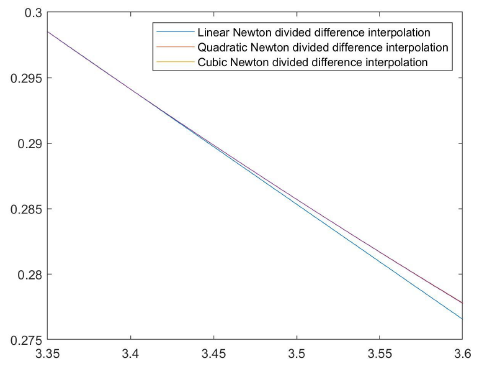 0.3
Linear Newton divided difference interpolation
Quadratic Newton divided difference interpolation
Cubic Newton divided difference interpolation
0.295
0.29
0.285
0.28
0.275
3.35 3.4 3.45 3.5 3.55 3.6